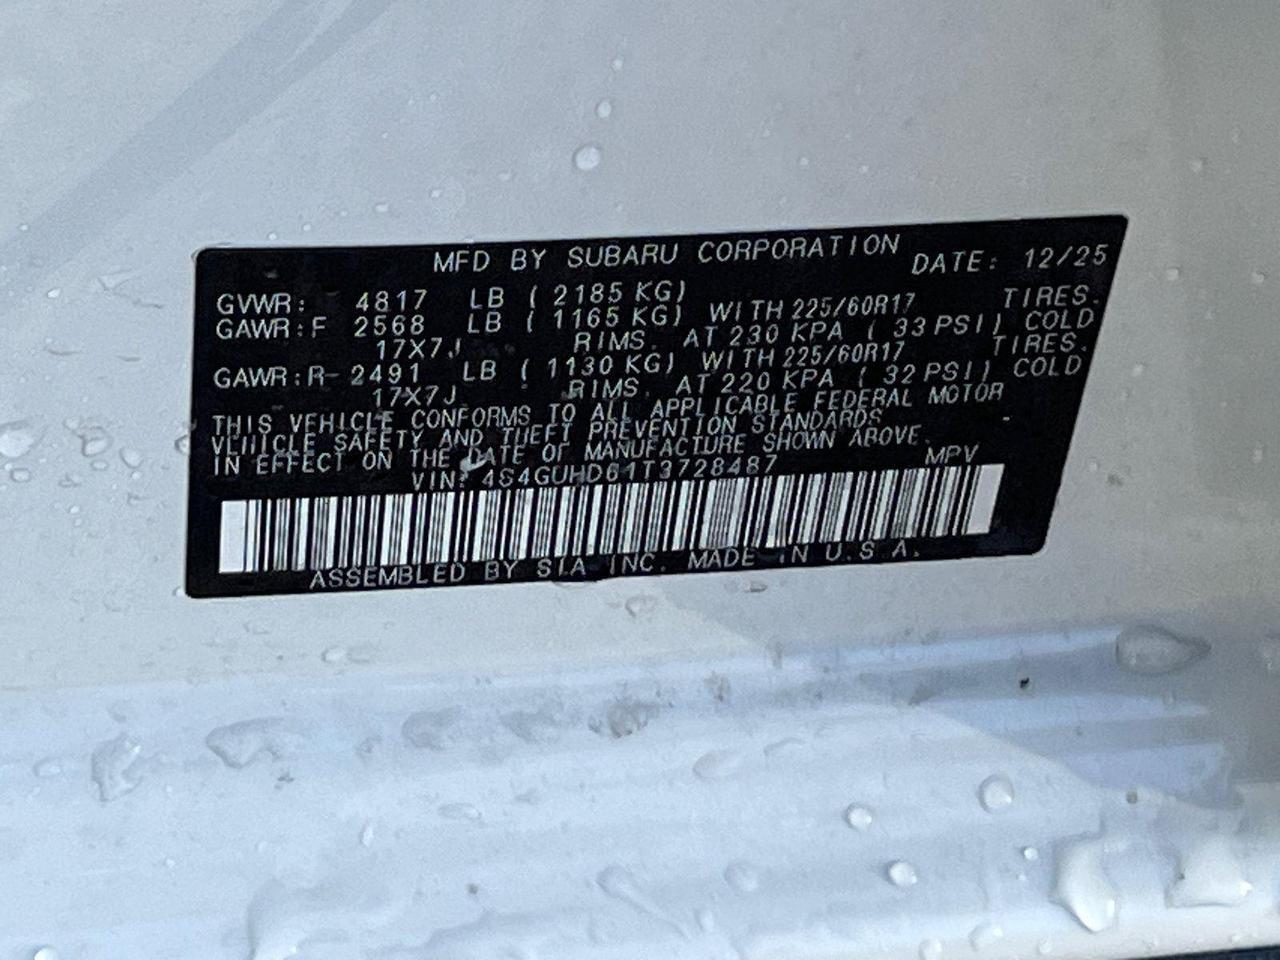 MFD BY SUBARU CORPORATION DATE: 12/25
GVWR: 4817 LB ( 2185 KG)
GAWR:F 2568 LB ( 1165 KG) WITH 225/60R17 TIRES.
17X7J RIMS. AT 230 KPA ( 33 PSI) COLD
GAWR:R 2491 LB ( 1130 KG) WITH 225/60R17 TIRES.
17X7J RIMS. AT 220 KPA ( 32 PSI) COLD
THIS VEHICLE CONFORMS TO ALL APPLICABLE FEDERAL MOTOR
VEHICLE SAFETY AND THEFT PREVENTION STANDARDS
IN EFFECT ON THE DATE OF MANUFACTURE SHOWN ABOVE.
VIN: 4S4GUHD61T3728487 MPV
ASSEMBLED BY SIA INC. MADE IN U.S.A.